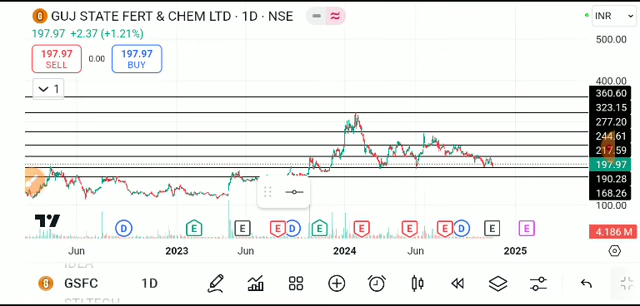 GUJ STATE FERT & CHEM LTD · 1D · NSE
INR
197.97 +2.37 (+1.21%)
197.97
SELL
0.00
197.97
BUY
1
500.00
400.00
360.60
323.15
277.20
244.61
217.59
197.97
190.28
168.26
100.00
4.186 M
D E E E D E E E E D E E
Jun 2023 Jun 2024 Jun 2025
GSFC 1D